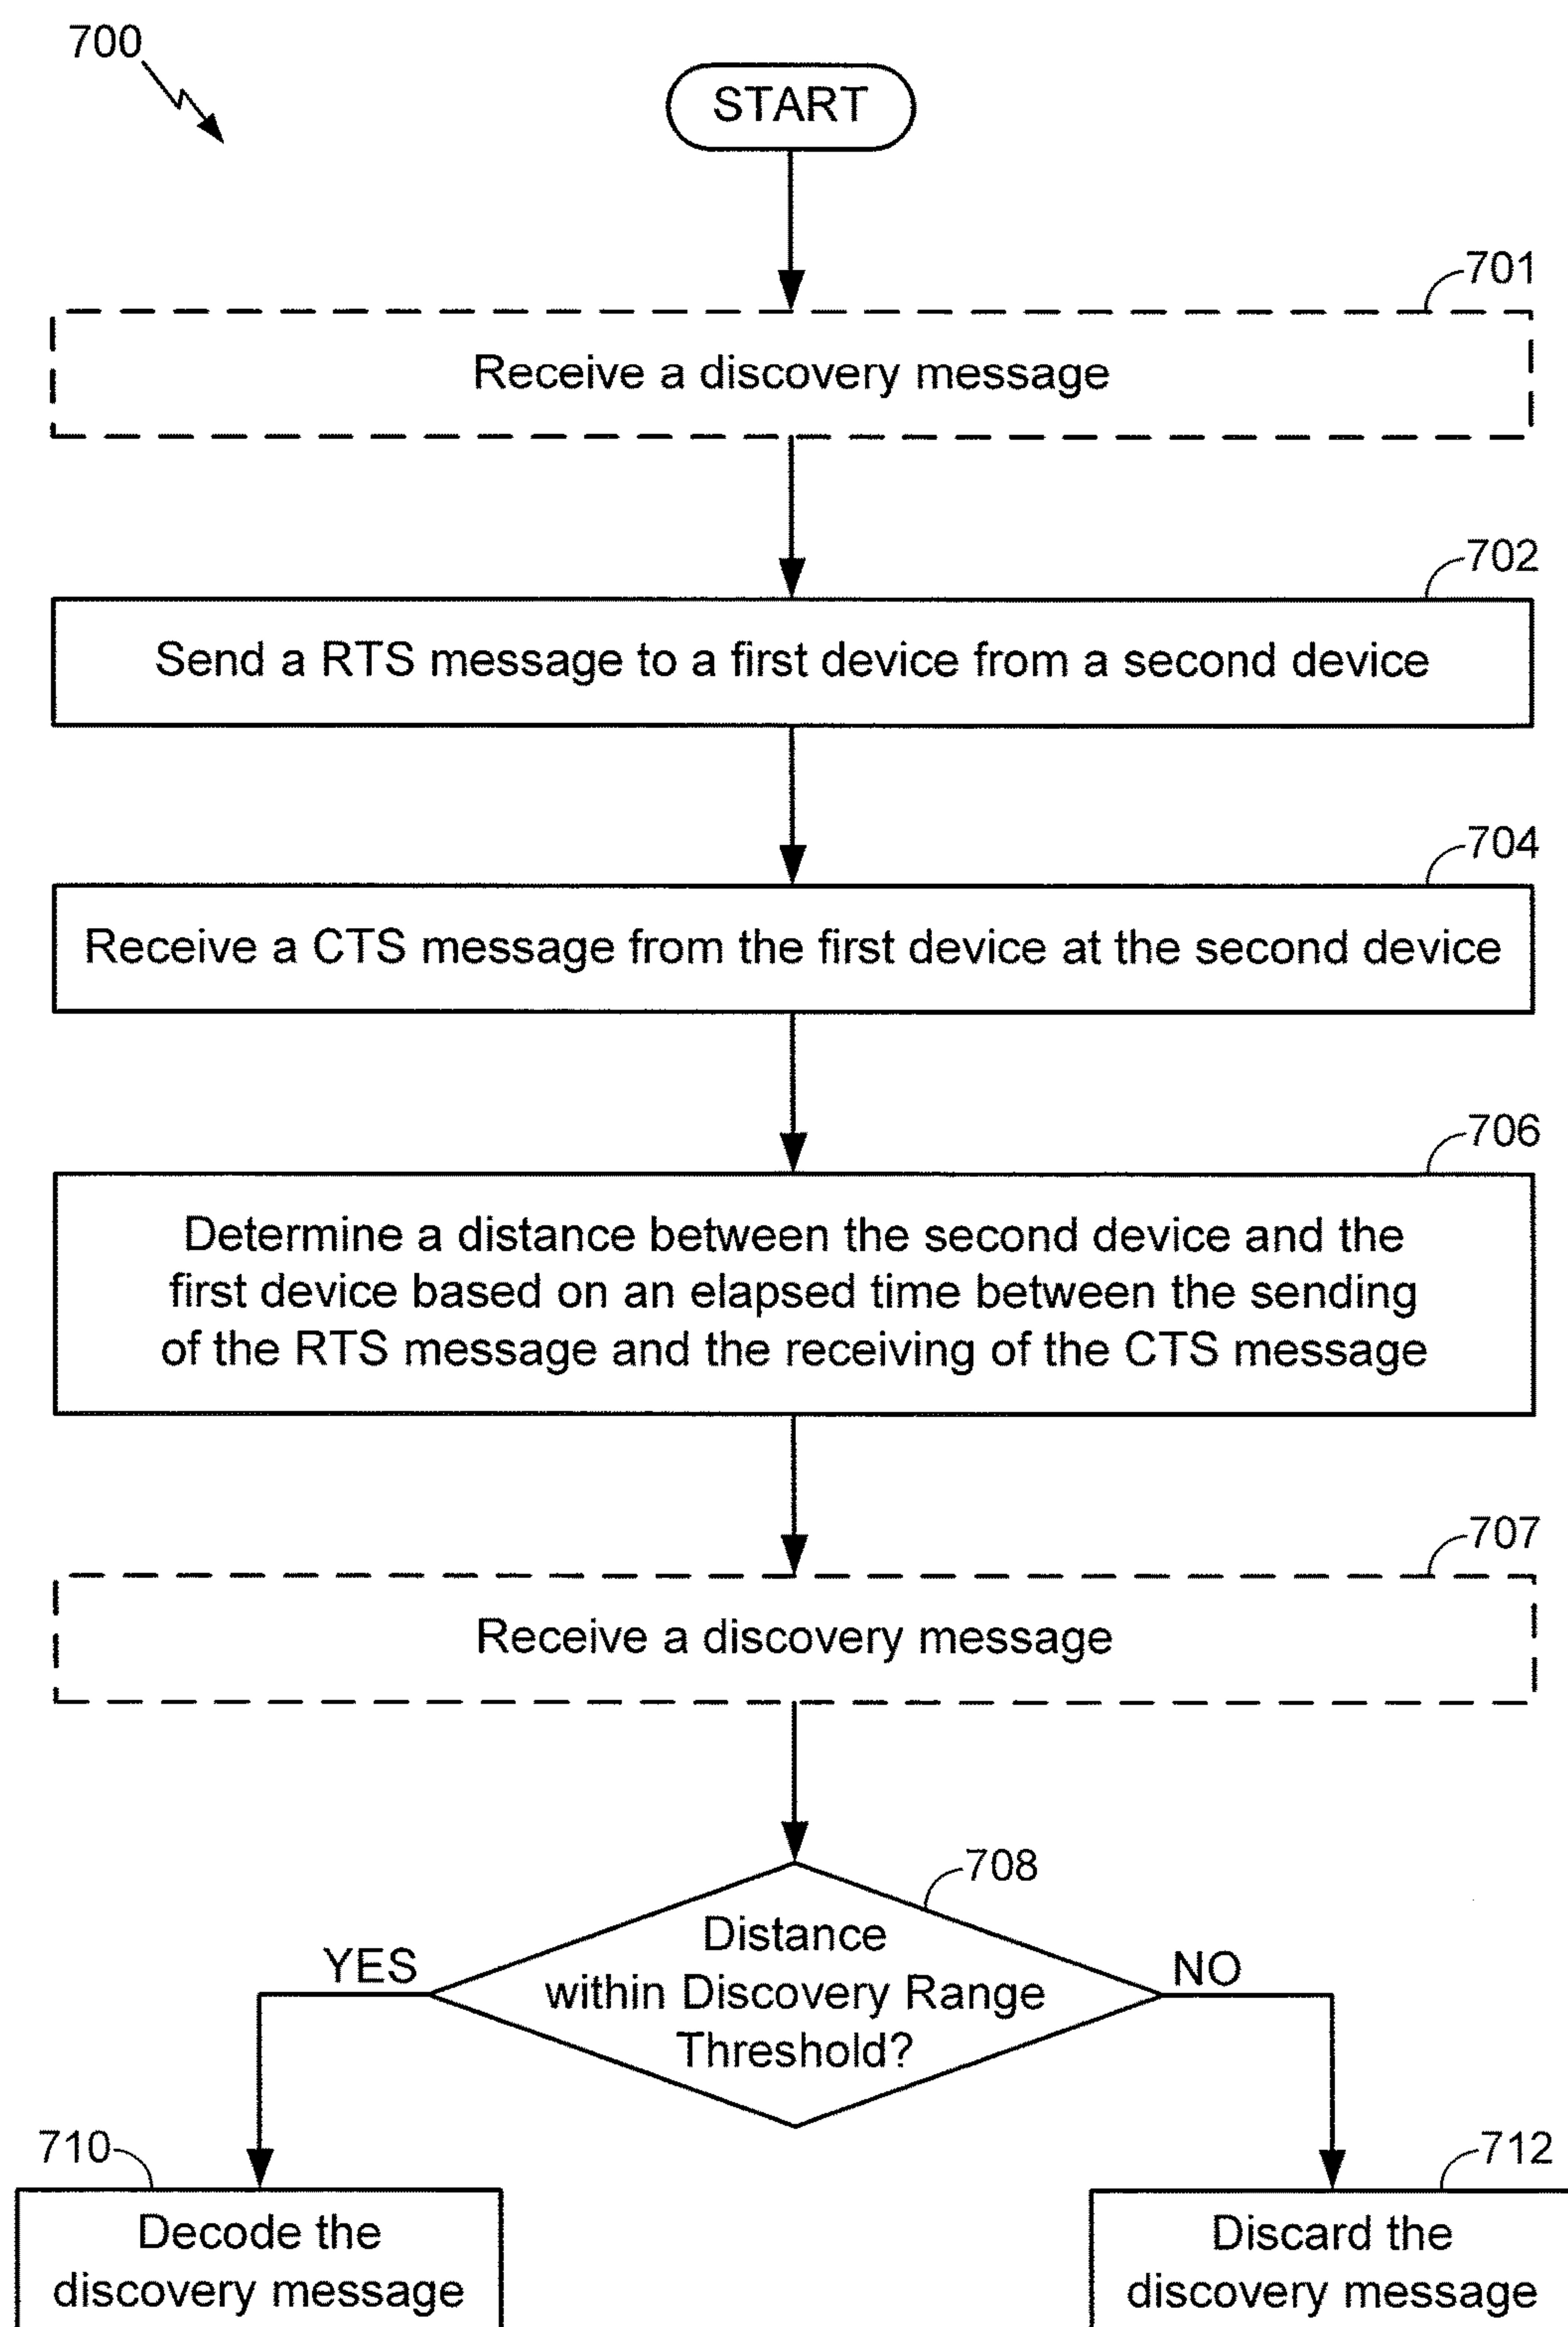 700
START
701
Receive a discovery message
702
Send a RTS message to a first device from a second device
704
Receive a CTS message from the first device at the second device
706
Determine a distance between the second device and the
first device based on an elapsed time between the sending
of the RTS message and the receiving of the CTS message
707
Receive a discovery message
708
Distance
within Discovery Range
Threshold?
YES
NO
710
Decode the
discovery message
712
Discard the
discovery message